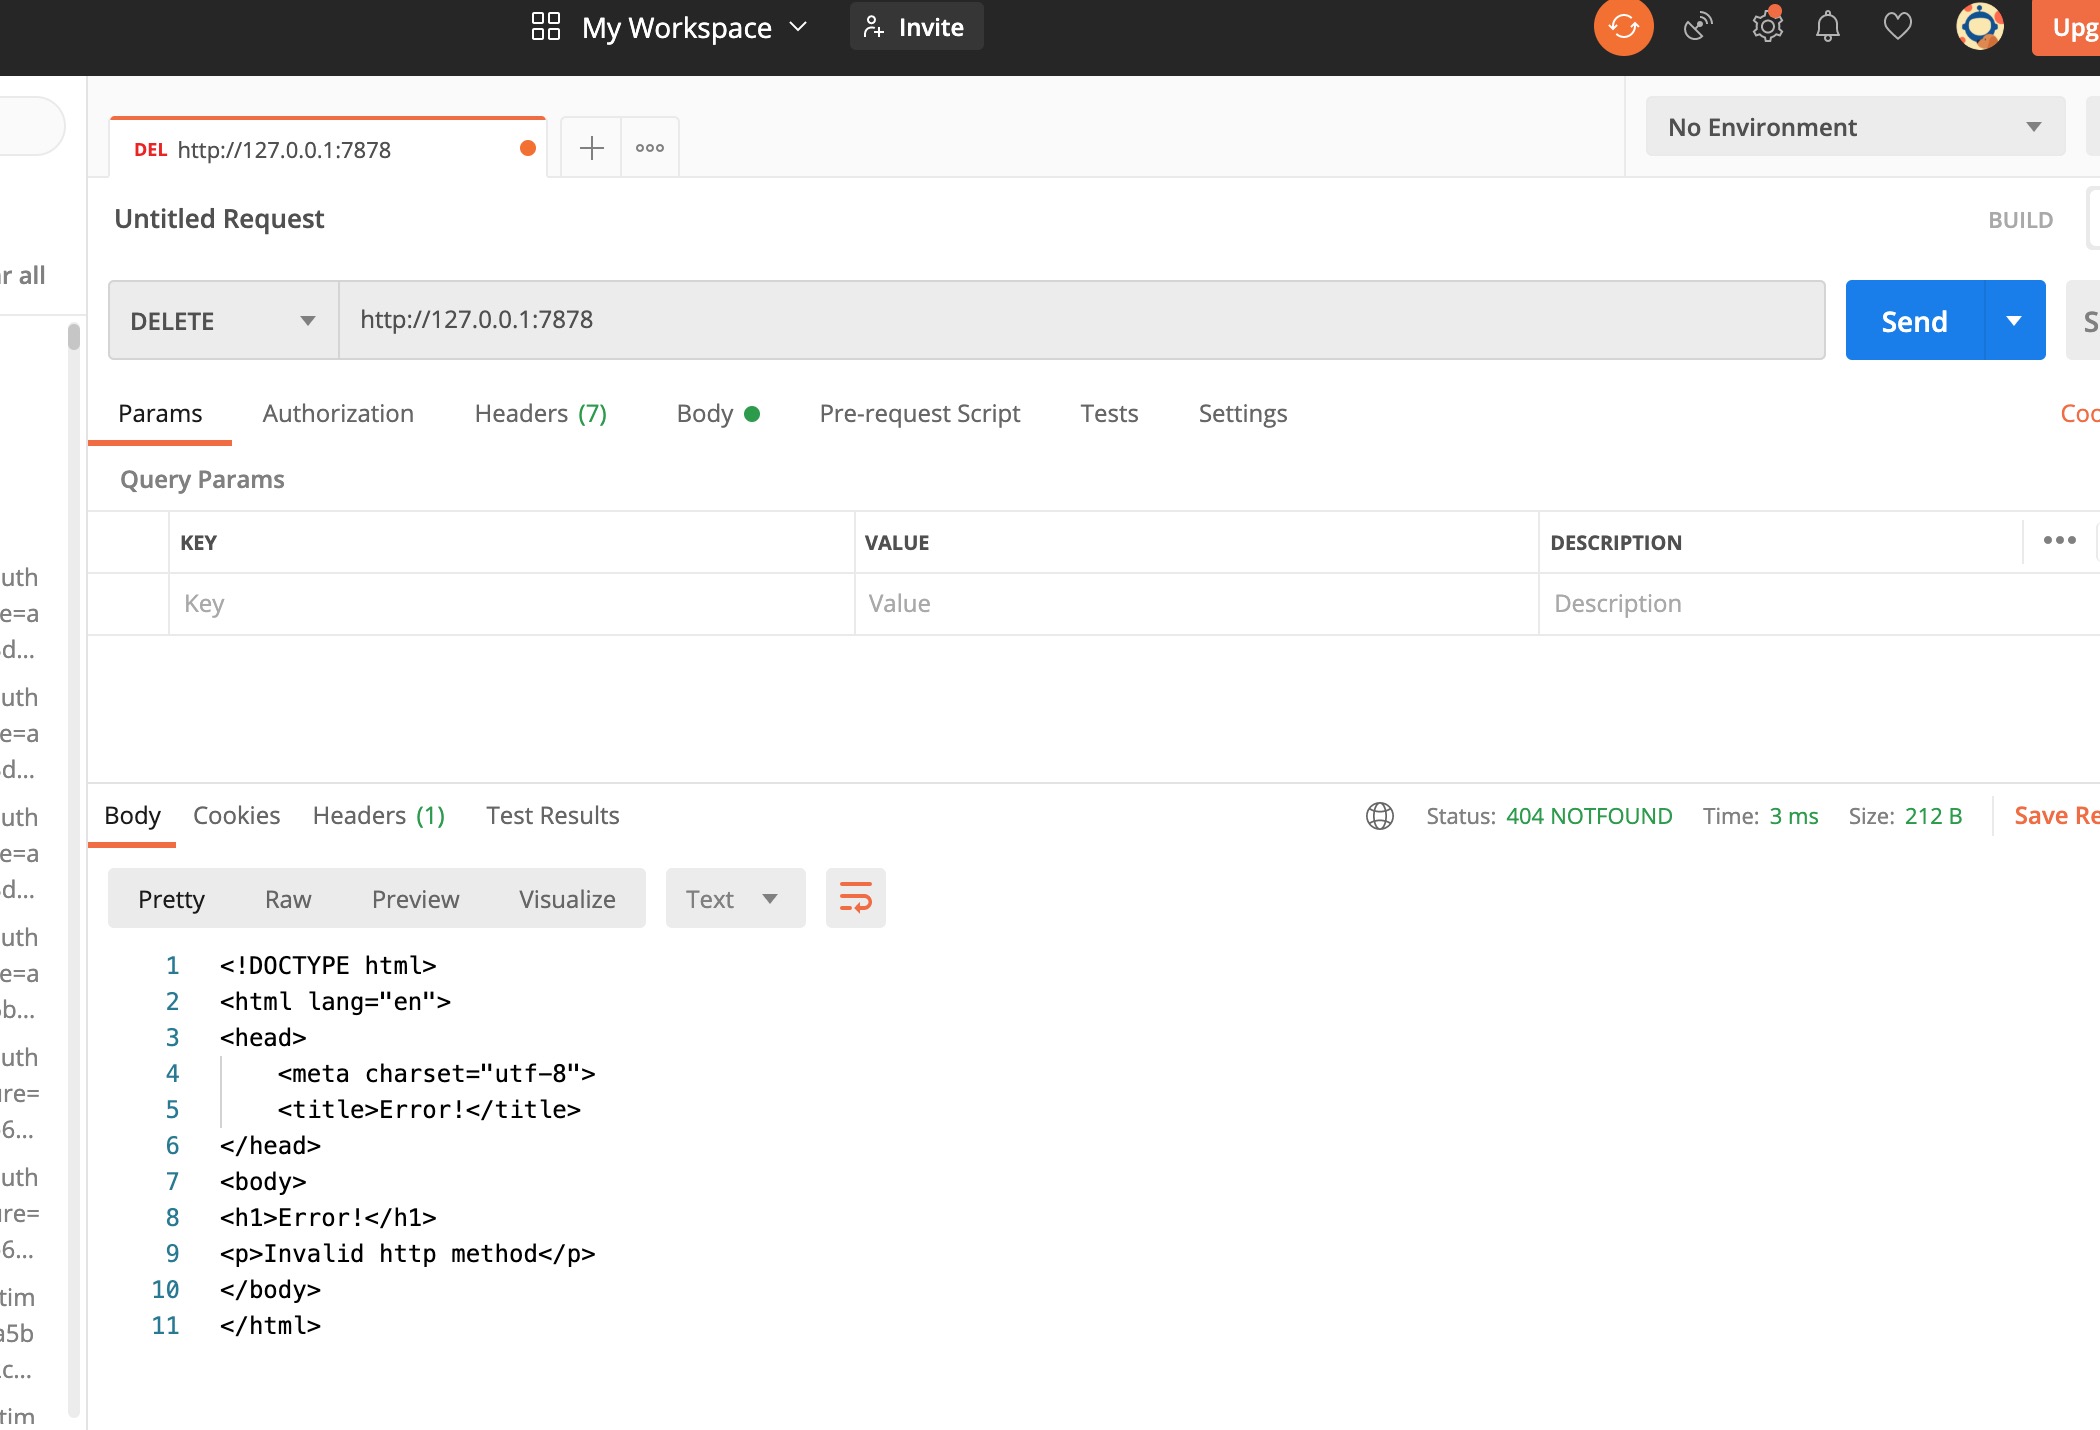 My Workspace
Invite
Upg
DEL http://127.0.0.1:7878
No Environment
Untitled Request
BUILD
r all
DELETE
http://127.0.0.1:7878
Send
S
Params
Authorization
Headers (7)
Body
Pre-request Script
Tests
Settings
Coo
Query Params
KEY
VALUE
DESCRIPTION
Key
Value
Description
uth
e=a
d...
uth
e=a
d...
uth
e=a
d...
uth
e=a
b...
uth
re=
6...
uth
re=
6...
tim
a5b
c...
tim
Body
Cookies
Headers (1)
Test Results
Status: 404 NOTFOUND
Time: 3 ms
Size: 212 B
Save Re
Pretty
Raw
Preview
Visualize
Text
1 <!DOCTYPE html>
2 <html lang="en">
3 <head>
4 <meta charset="utf-8">
5 <title>Error!</title>
6 </head>
7 <body>
8 <h1>Error!</h1>
9 <p>Invalid http method</p>
10 </body>
11 </html>